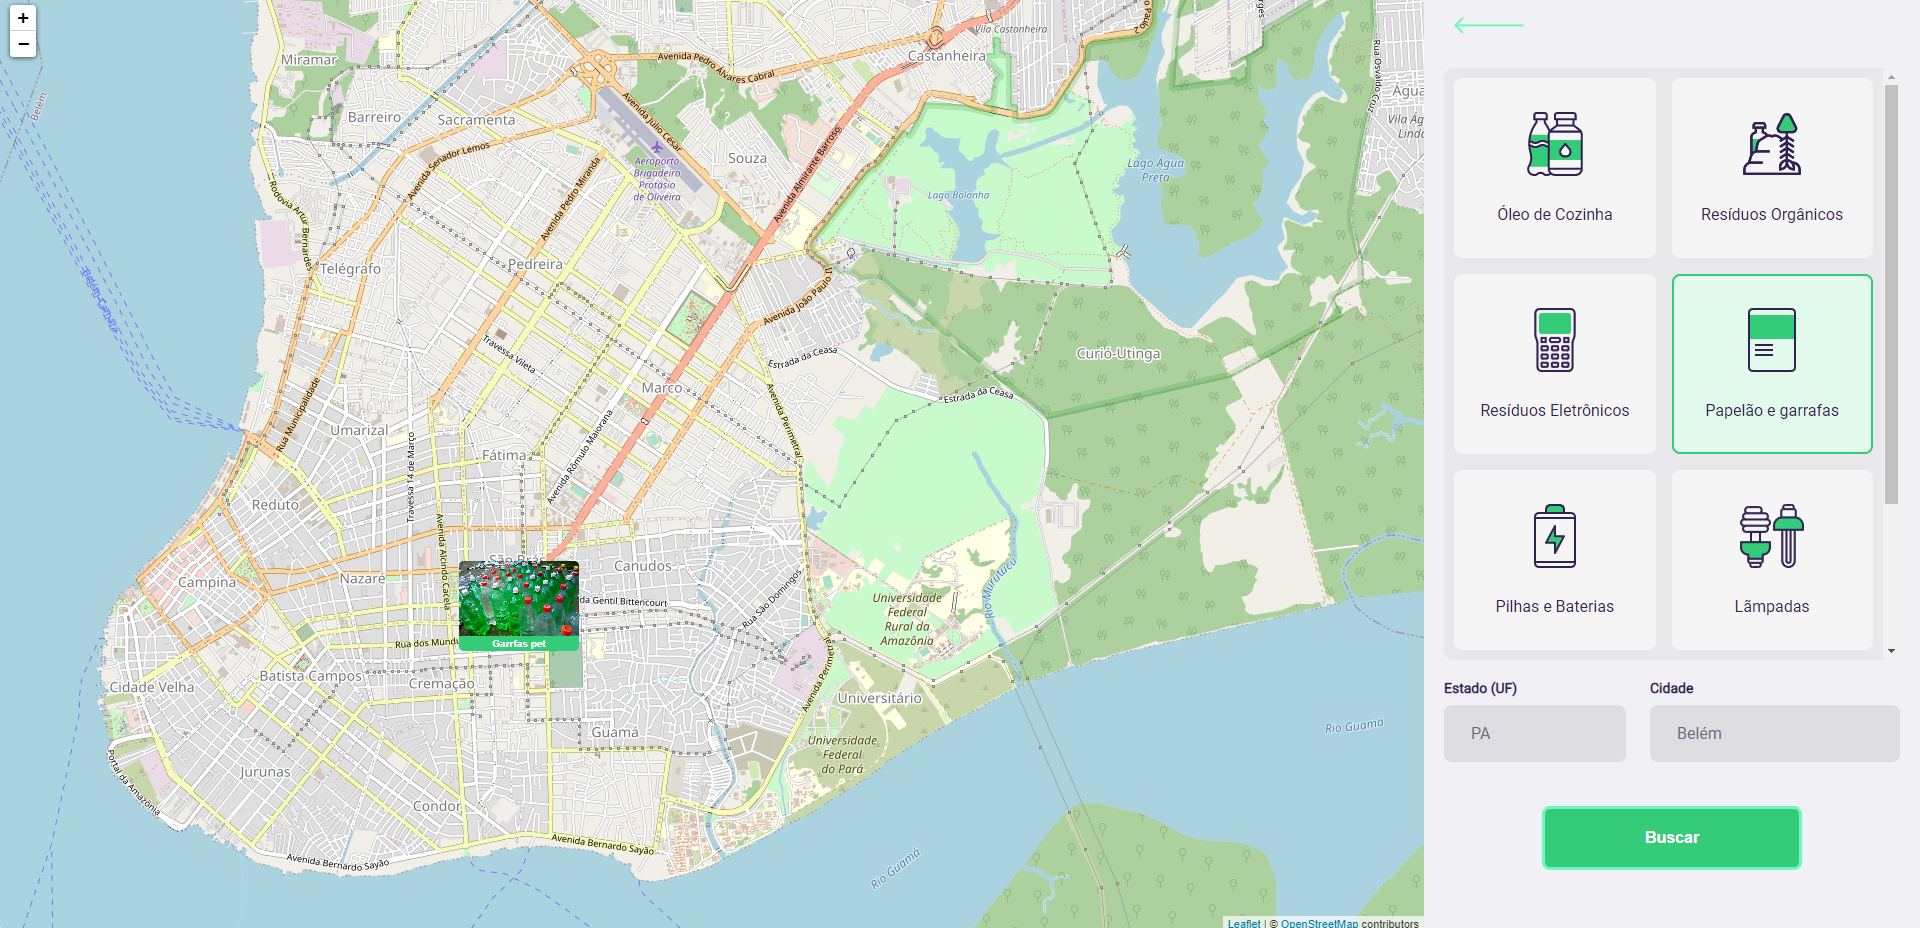 +
−
Miramar
Barreiro
Sacramenta
Souza
Castanheira
Vila Castanheira
Avenida Pedro Álvares Cabral
Avenida Júlio César
Avenida Senador Lemos
Avenida Pedro Miranda
Avenida Almirante Barroso
Aeroporto
Brigadeiro
Protásio
de Oliveira
Belém
Rodovia Artur Bernardes
Telégrafo
Pedreira
Lago Bolonha
Lago Água
Preta
Rua Osvaldo Cruz
Avenida João Paulo II
Travessa Vileta
Estrada da Ceasa
Curió-Utinga
Estrada da Ceasa
Marco
Avenida Perimetral
Rua Municipalidade
Umarizal
Travessa 14 de Março
Fátima
Avenida Rômulo Maiorana
Reduto
Avenida Alcindo Cacela
São Brás
Canudos
Campina
Nazaré
da Gentil Bittencourt
Rua São Domingos
Rua dos Mundu
Garrfas pet
Universidade
Federal
Rural da
Amazônia
Rio Murutucu
Cidade Velha
Batista Campos
Cremação
Avenida Perimetral
Universitário
Guamá
Universidade
Federal
do Pará
Rio Guamá
Portal da Amazônia
Jurunas
Condor
Avenida Bernardo Sayão
Avenida Bernardo Sayão
Rio Guamá
Leaflet | © OpenStreetMap contributors
Óleo de Cozinha
Resíduos Orgânicos
Resíduos Eletrônicos
Papelão e garrafas
Pilhas e Baterias
Lãmpadas
Estado (UF)
Cidade
PA
Belém
Buscar